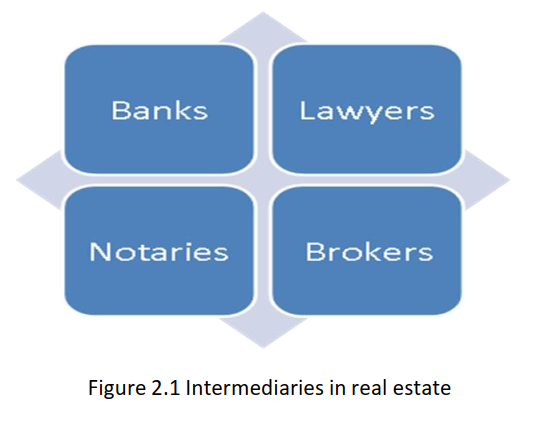 Banks
Lawyers
Notaries
Brokers
Figure 2.1 Intermediaries in real estate